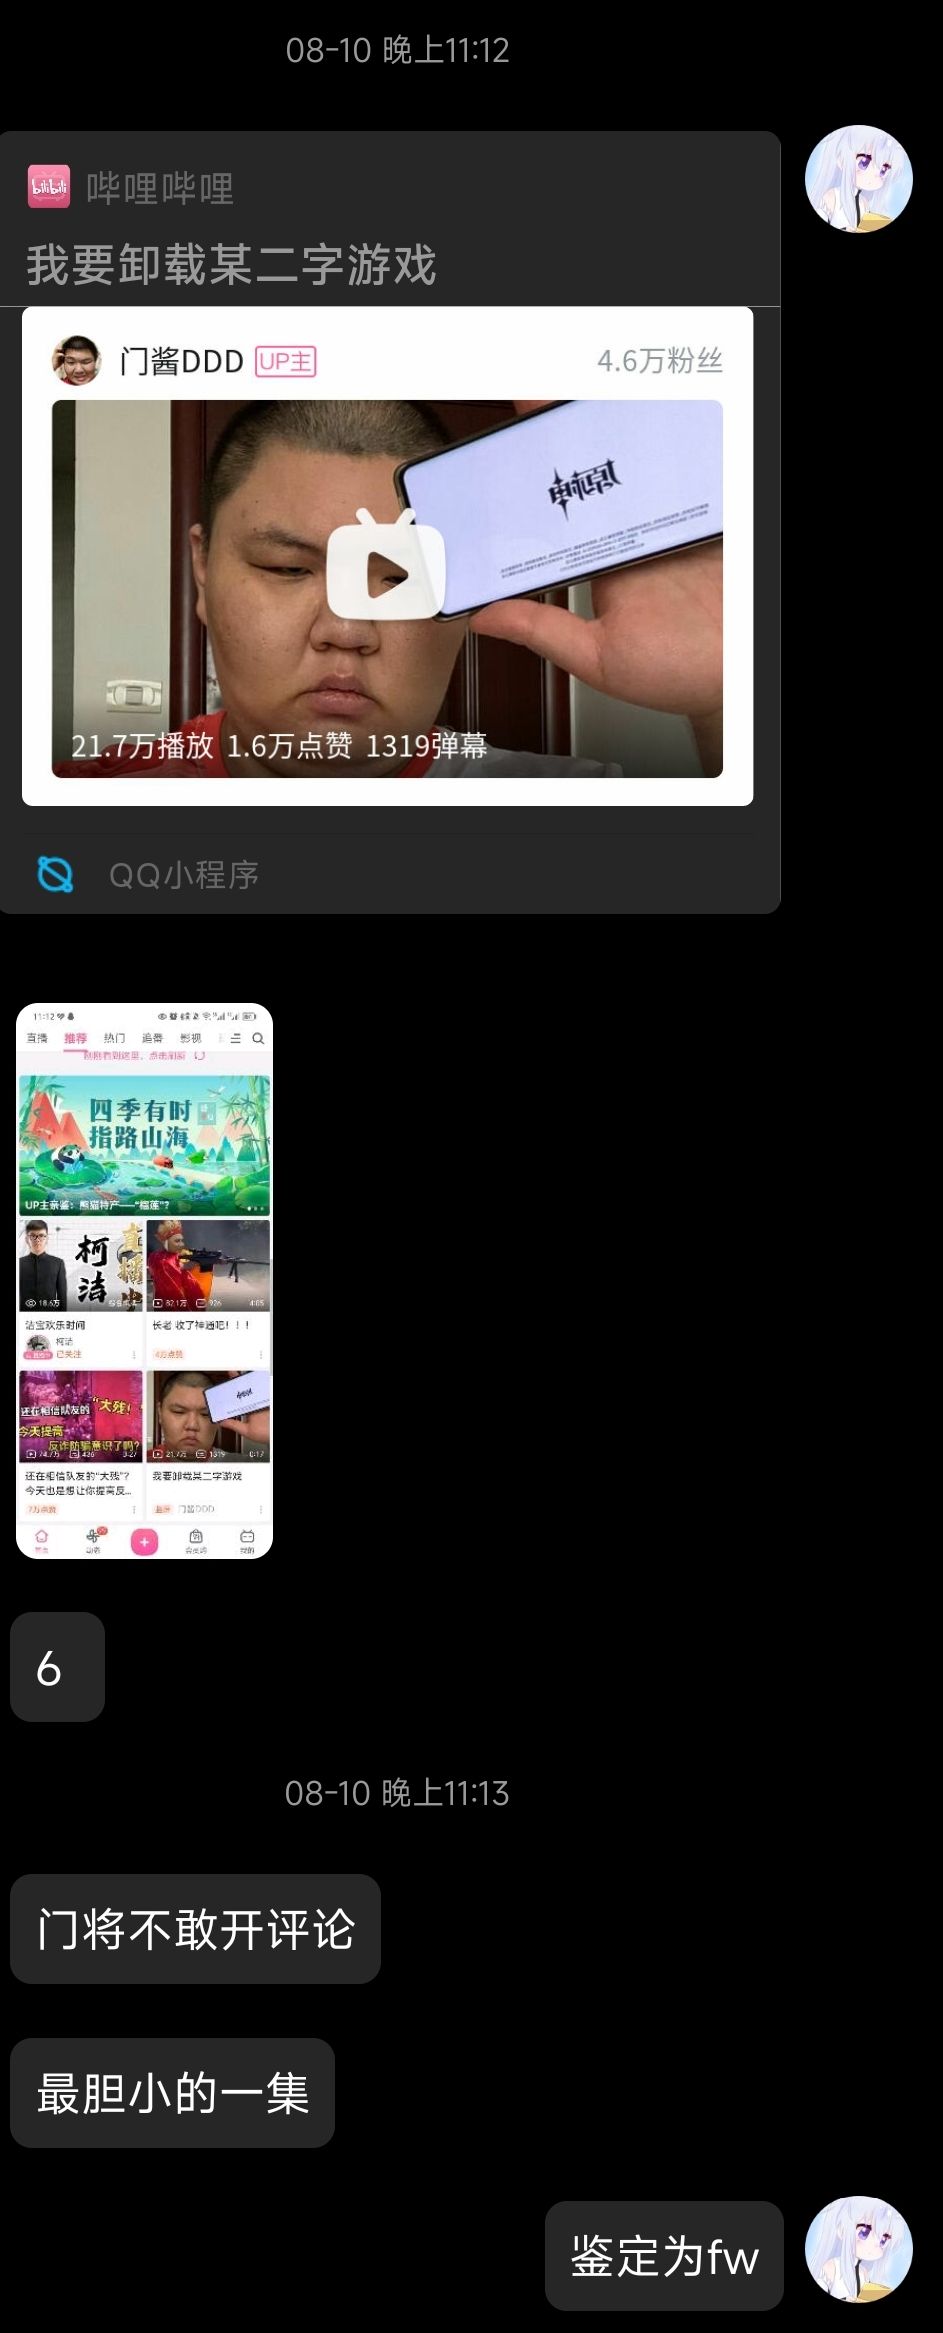 08-10 晚上11:12
bilibili
哔哩哔哩
我要卸载某二字游戏
门酱DDD UP主 4.6万粉丝
21.7万播放 1.6万点赞 1319弹幕
QQ小程序
11:12
直播 推荐 热门 追番 影视
刚刚看到这里，点击刷新
四季有时
指路山海
UP主亲鉴：熊猫特产——“榴莲”？
柯洁
18.6万
82.1万 926 4:05
洁宝欢乐时间
柯洁
已关注
长老 收了神通吧！！！
4万点赞
还在相信队友的“大残！
今天提高
反诈防骗意识了吗?
74.7万 436 0:27
21.7万 1319 0:17
还在相信队友的“大残”？
今天也是想让你提高反...
7万点赞
我要卸载某二字游戏
门酱DDD
首页 动态 会员购 我的
6
08-10 晚上11:13
门将不敢开评论
最胆小的一集
鉴定为fw